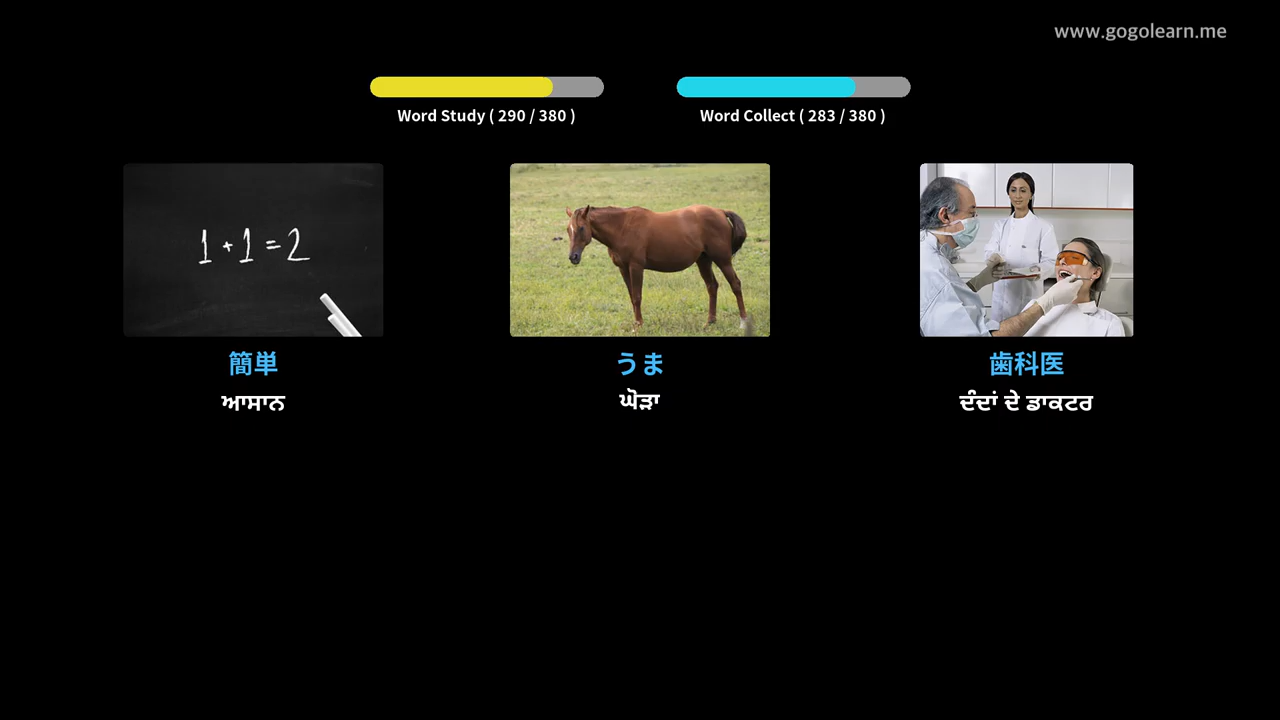 www.gogolearn.me
Word Study ( 290 / 380 )
Word Collect ( 283 / 380 )
1 + 1 = 2
簡単
うま
歯科医
ਆਸਾਨ
ਘੋੜਾ
ਦੰਦਾਂ ਦੇ ਡਾਕਟਰ